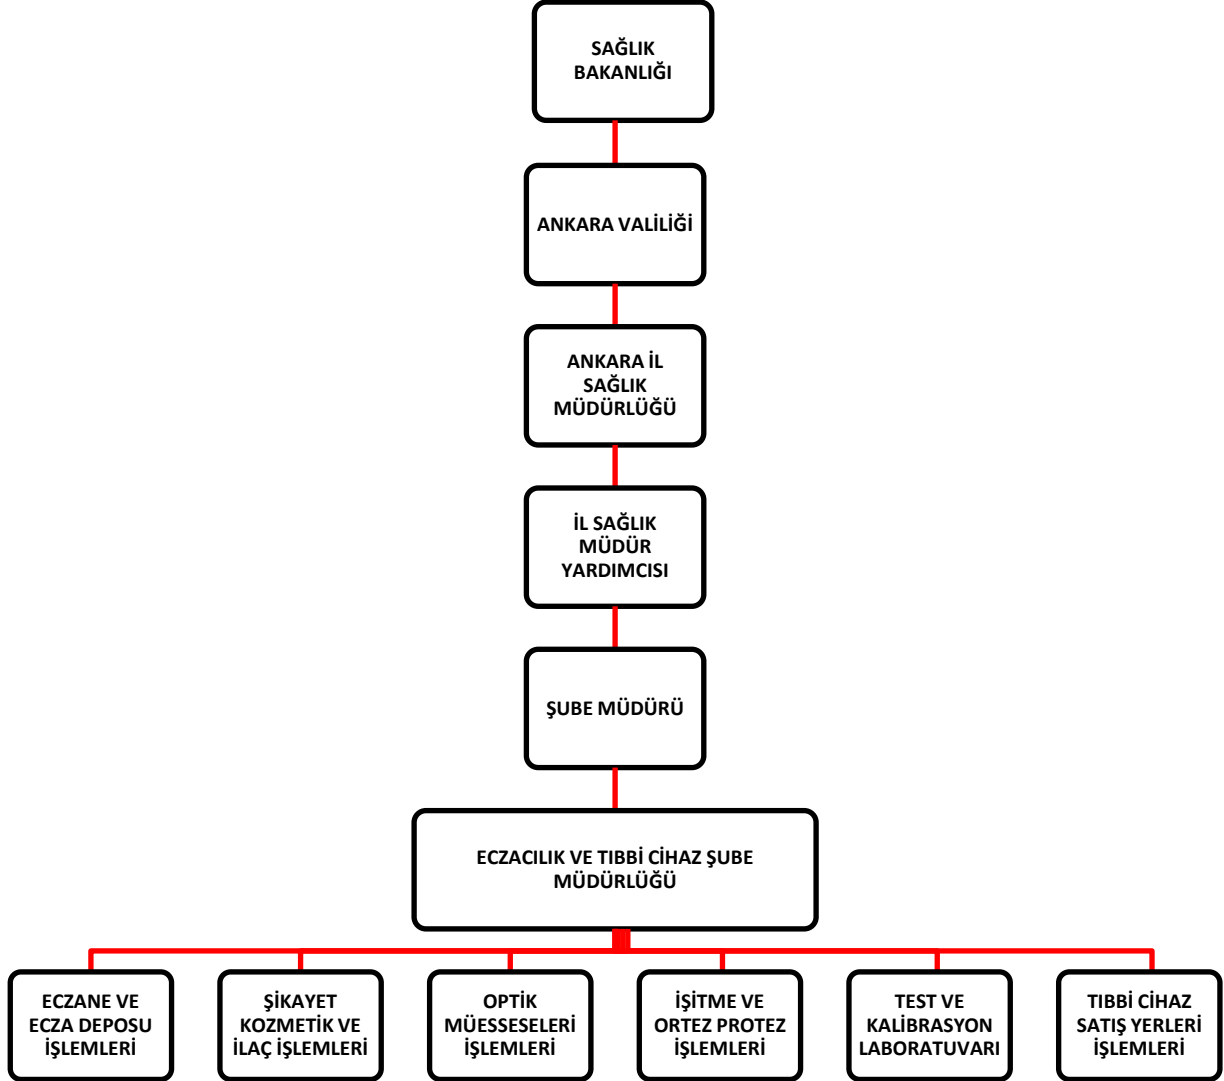 SAĞLIK
BAKANLIĞI
ANKARA VALİLİĞİ
ANKARA İL
SAĞLIK
MÜDÜRLÜĞÜ
İL SAĞLIK
MÜDÜR
YARDIMCISI
ŞUBE MÜDÜRÜ
ECZACILIK VE TIBBİ CİHAZ ŞUBE
MÜDÜRLÜĞÜ
ECZANE VE
ECZA DEPOSU
İŞLEMLERİ
ŞİKAYET
KOZMETİK VE
İLAÇ İŞLEMLERİ
OPTİK
MÜESSESELERİ
İŞLEMLERİ
İŞİTME VE
ORTEZ PROTEZ
İŞLEMLERİ
TEST VE
KALİBRASYON
LABORATUVARI
TIBBİ CİHAZ
SATIŞ YERLERİ
İŞLEMLERİ